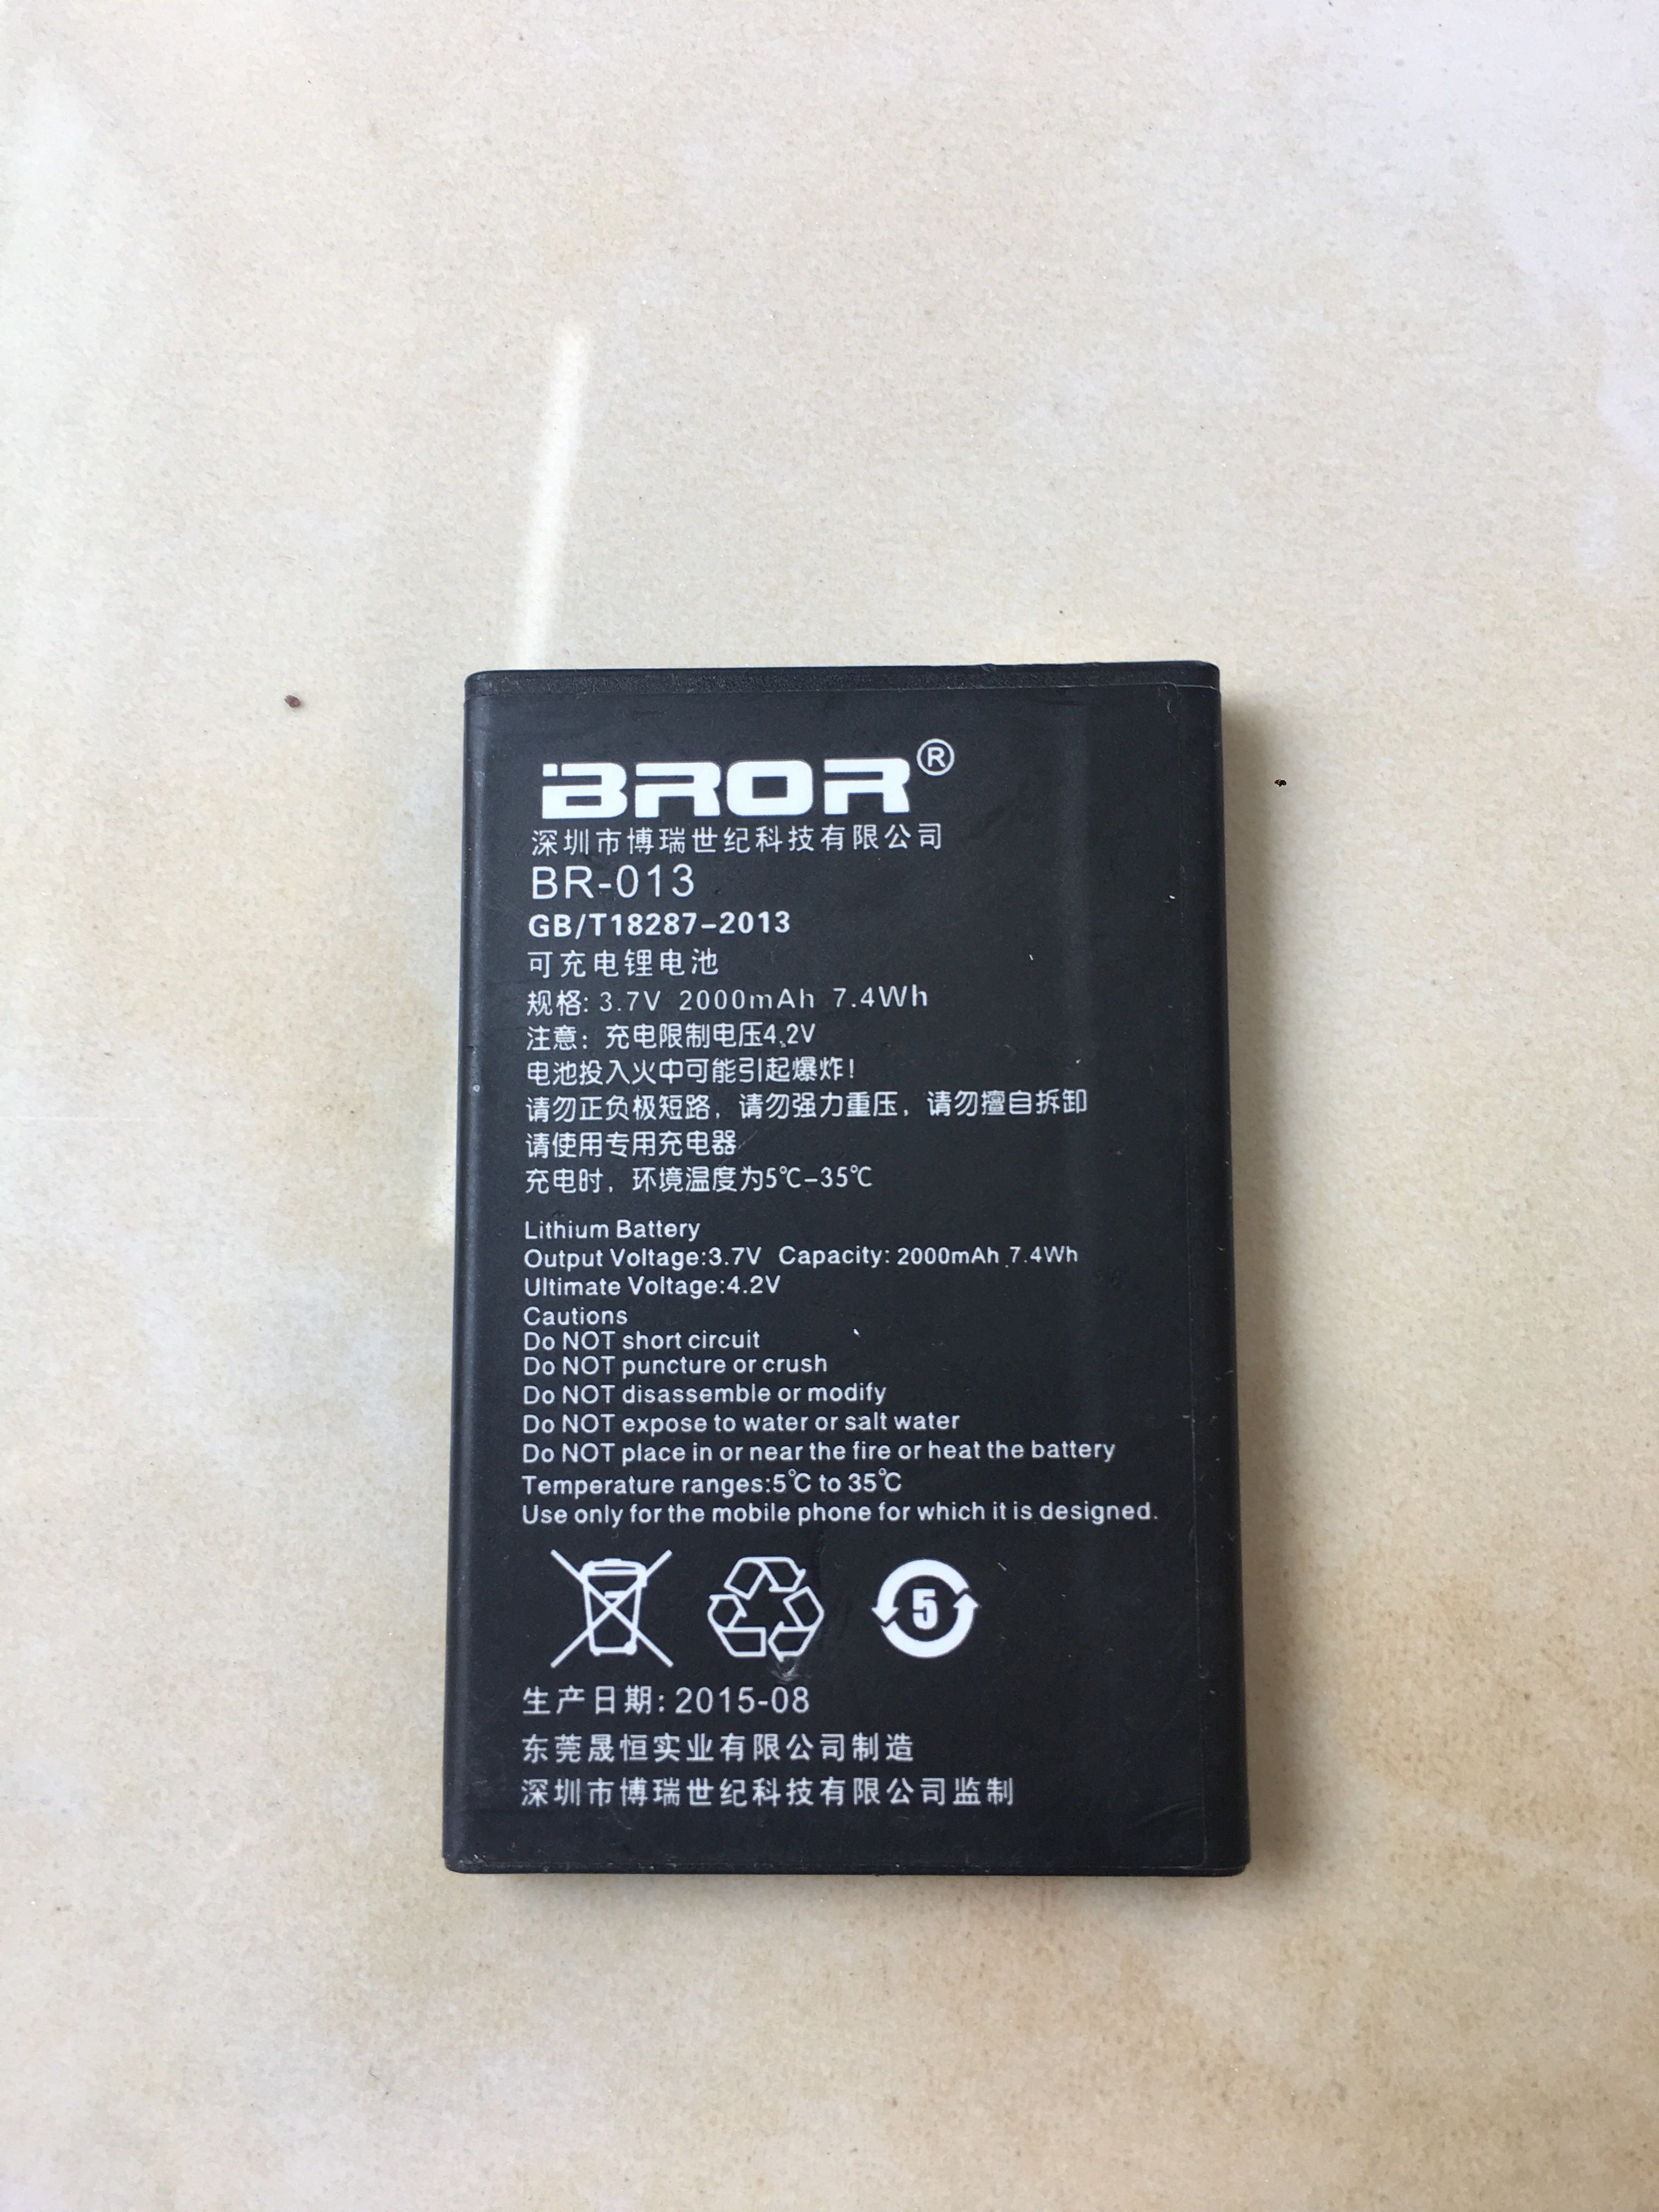 BROR®
深圳市博瑞世纪科技有限公司
BR-013
GB/T18287-2013
可充电锂电池
规格: 3.7V 2000mAh 7.4Wh
注意: 充电限制电压4.2V
电池投入火中可能引起爆炸!
请勿正负极短路, 请勿强力重压, 请勿擅自拆卸
请使用专用充电器
充电时, 环境温度为5℃-35℃
Lithium Battery
Output Voltage:3.7V Capacity: 2000mAh 7.4Wh
Ultimate Voltage:4.2V
Cautions
Do NOT short circuit
Do NOT puncture or crush
Do NOT disassemble or modify
Do NOT expose to water or salt water
Do NOT place in or near the fire or heat the battery
Temperature ranges:5℃ to 35℃
Use only for the mobile phone for which it is designed.
5
生产日期: 2015-08
东莞晟恒实业有限公司制造
深圳市博瑞世纪科技有限公司监制